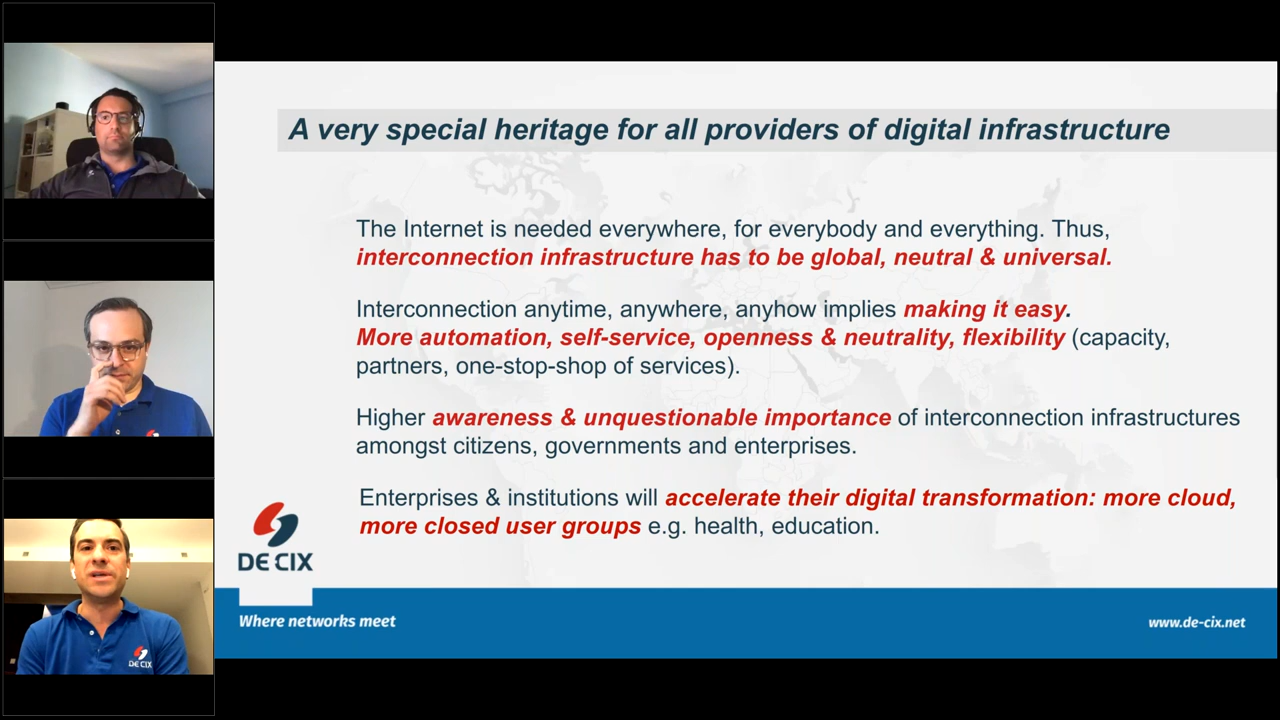 A very special heritage for all providers of digital infrastructure
The Internet is needed everywhere, for everybody and everything. Thus,
interconnection infrastructure has to be global, neutral & universal.
Interconnection anytime, anywhere, anyhow implies making it easy.
More automation, self-service, openness & neutrality, flexibility (capacity,
partners, one-stop-shop of services).
Higher awareness & unquestionable importance of interconnection infrastructures
amongst citizens, governments and enterprises.
Enterprises & institutions will accelerate their digital transformation: more cloud,
more closed user groups e.g. health, education.
DE CIX
Where networks meet
www.de-cix.net
DE CIX